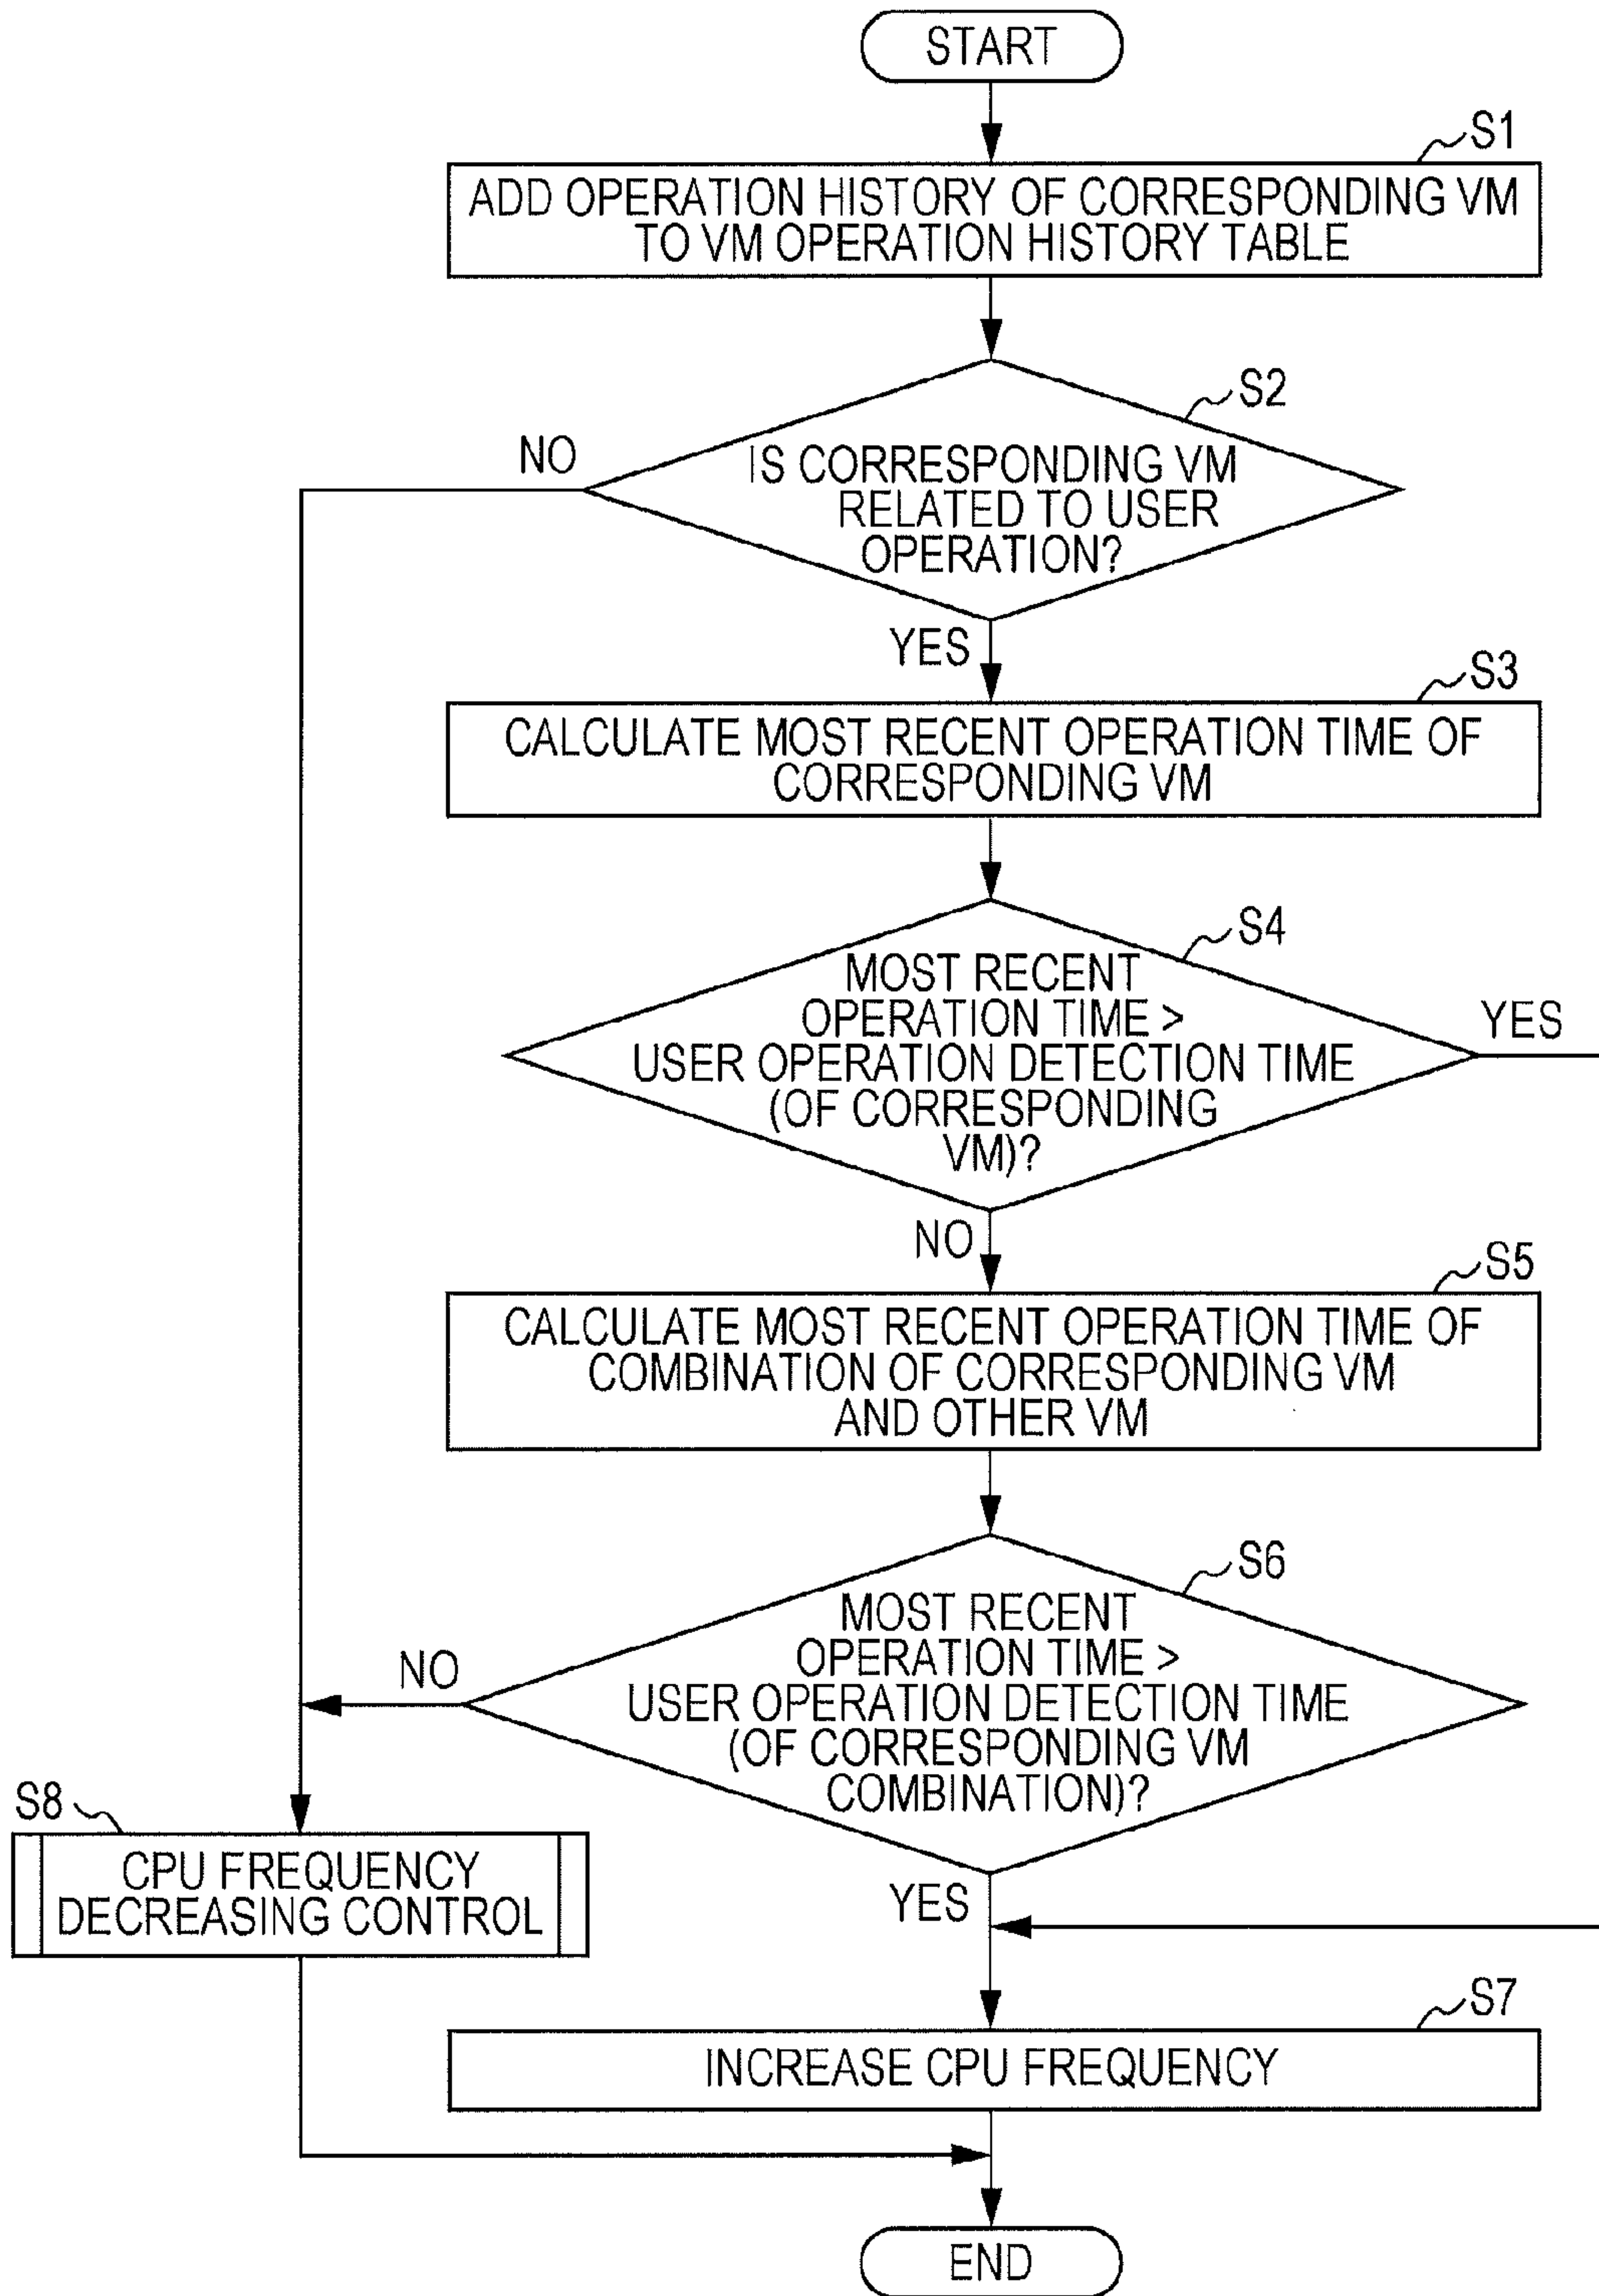 START
S1
ADD OPERATION HISTORY OF CORRESPONDING VM
TO VM OPERATION HISTORY TABLE
S2
NO
IS CORRESPONDING VM
RELATED TO USER
OPERATION?
YES
S3
CALCULATE MOST RECENT OPERATION TIME OF
CORRESPONDING VM
S4
MOST RECENT
OPERATION TIME >
USER OPERATION DETECTION TIME
(OF CORRESPONDING
VM)?
YES
NO
S5
CALCULATE MOST RECENT OPERATION TIME OF
COMBINATION OF CORRESPONDING VM
AND OTHER VM
S6
MOST RECENT
OPERATION TIME >
USER OPERATION DETECTION TIME
(OF CORRESPONDING VM
COMBINATION)?
NO
S8
CPU FREQUENCY
DECREASING CONTROL
YES
S7
INCREASE CPU FREQUENCY
END